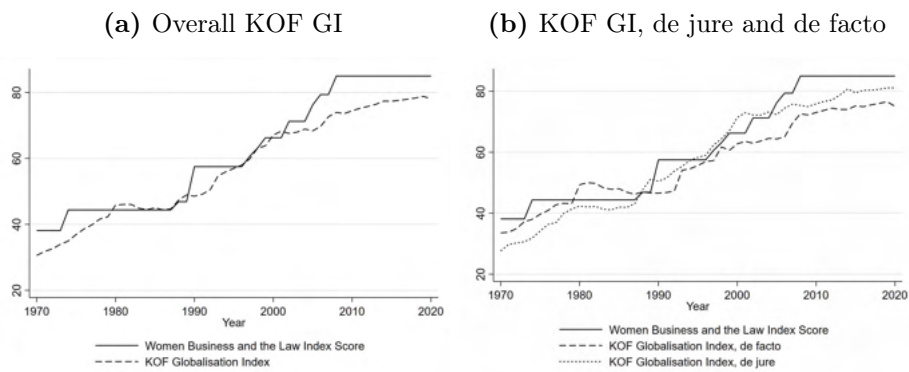 (a) Overall KOF GI
80
60
40
20
1970 1980 1990 2000 2010 2020
Year
Women Business and the Law Index Score
KOF Globalisation Index
(b) KOF GI, de jure and de facto
80
60
40
20
1970 1980 1990 2000 2010 2020
Year
Women Business and the Law Index Score
KOF Globalisation Index, de facto
KOF Globalisation Index, de jure